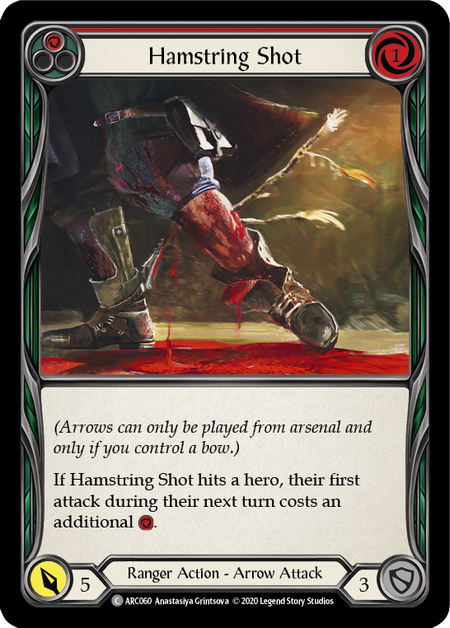 Hamstring Shot
1
(Arrows can only be played from arsenal and
only if you control a bow.)
If Hamstring Shot hits a hero, their first
attack during their next turn costs an
additional .
5
Ranger Action - Arrow Attack
3
C ARC060 Anastasiya Grintsova © 2020 Legend Story Studios